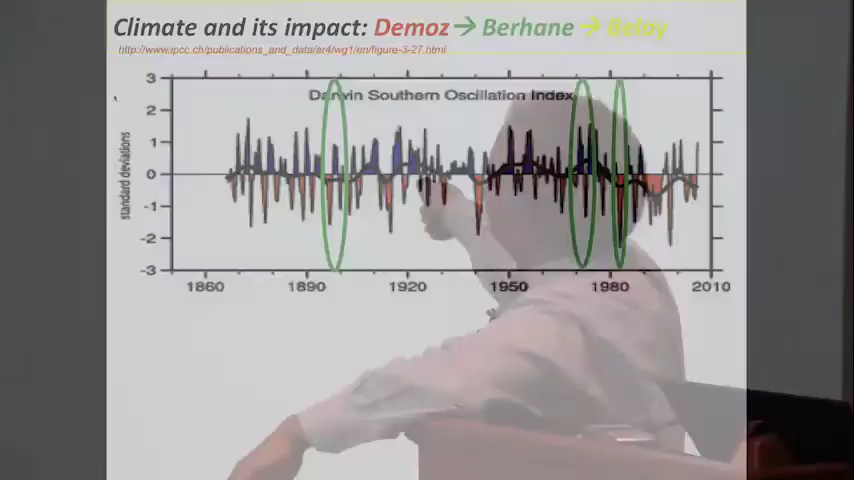 Climate and its impact: Demoz → Berhane → Belay
http://www.ipcc.ch/publications_and_data/ar4/wg1/en/figure-3-27.html
Darwin Southern Oscillation Index
standard deviations
3
2
1
0
-1
-2
-3
1860 1890 1920 1950 1980 2010